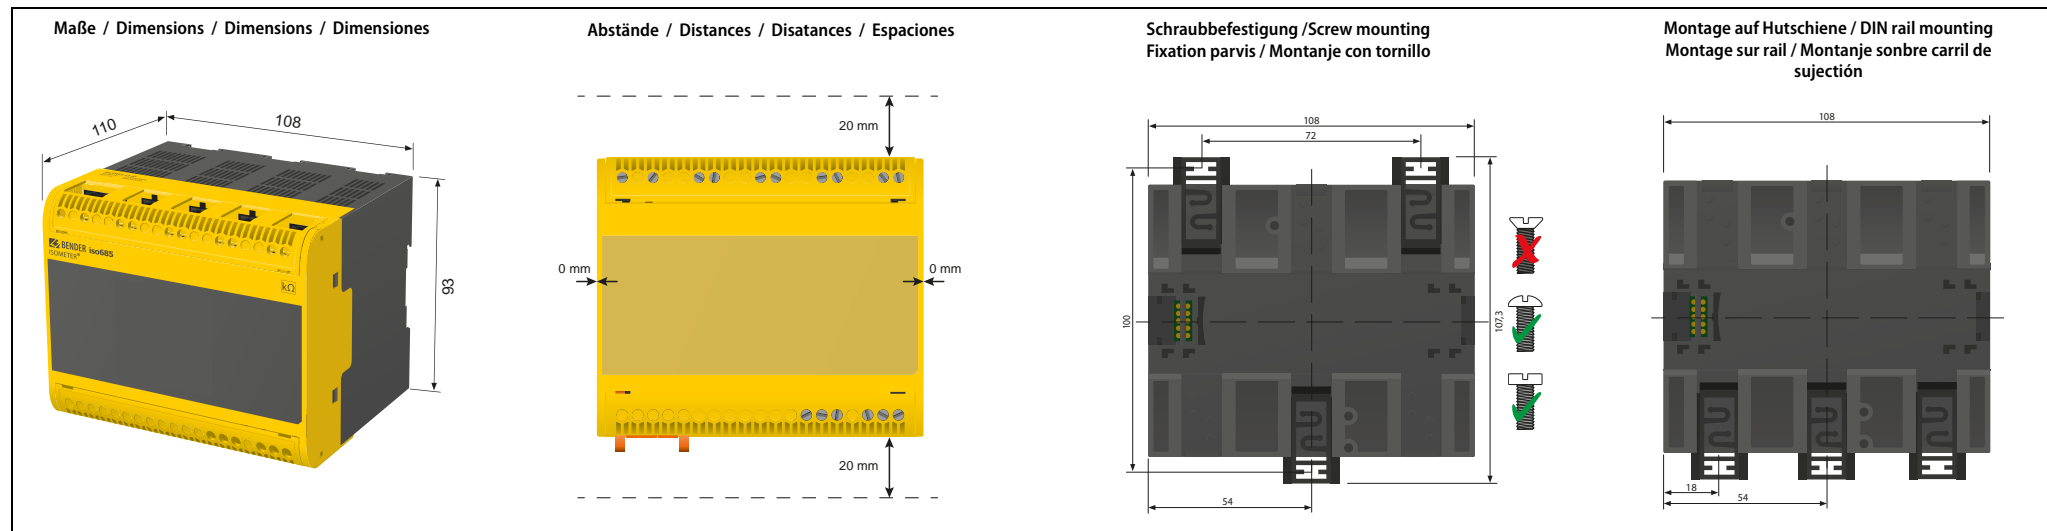 Maße / Dimensions / Dimensions / Dimensiones
110
108
93
BENDER iso685
ISOMETER®
kΩ
Abstände / Distances / Disatances / Espaciones
20 mm
0 mm
0 mm
20 mm
Schraubbefestigung /Screw mounting
Fixation parvis / Montanje con tornillo
108
72
100
107,3
54
Montage auf Hutschiene / DIN rail mounting
Montage sur rail / Montanje sonbre carril de
sujectión
108
18
54